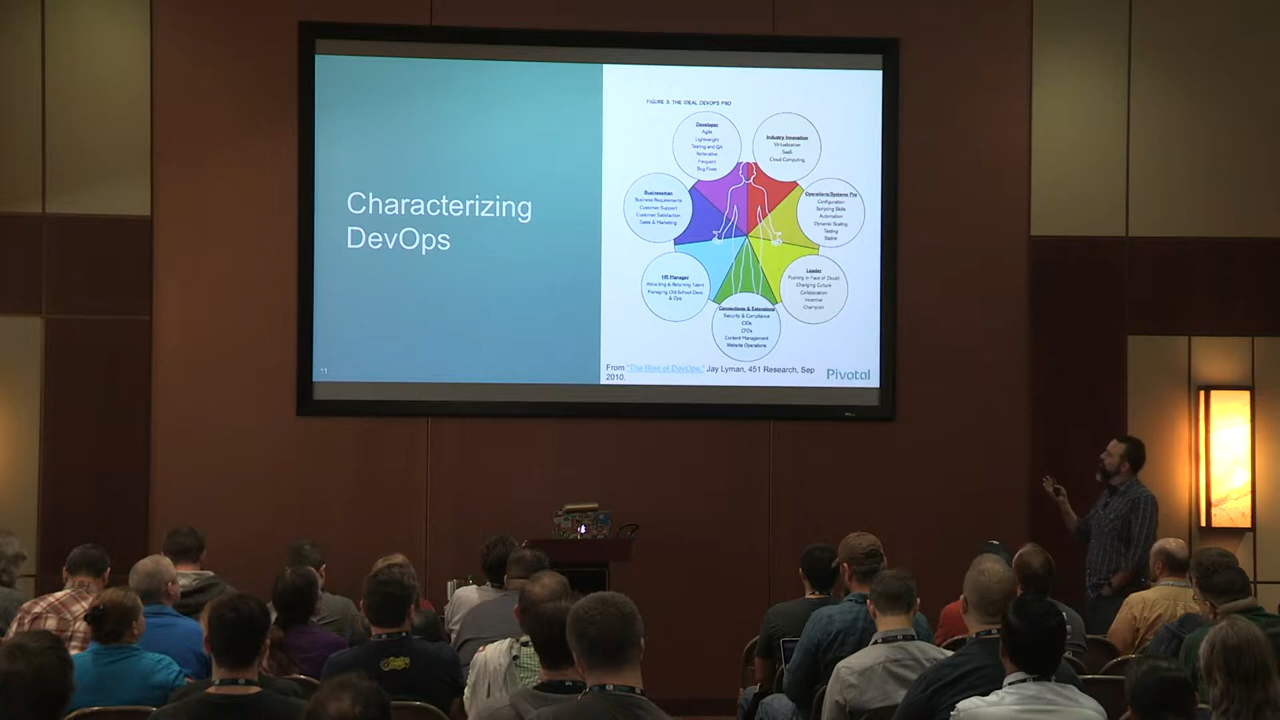 Characterizing
DevOps
11
FIGURE 3: THE IDEAL DEVOPS PRO
Developer
Agile
Lightweight
Testing and QA
Iterative
Frequent
Bug Fixes
Industry Innovation
Virtualization
SaaS
Cloud Computing
Businessman
Business Requirements
Customer Support
Customer Satisfaction
Sales & Marketing
Operations/Systems Pro
Configuration
Scripting Skills
Automation
Dynamic Scaling
Testing
Stable
HR Manager
Attracting & Retaining Talent
Managing Old School Devs
& Ops
Leader
Pushing in Face of Doubt
Changing Culture
Collaboration
Incentive
Champion
Connections & Extensions
Security & Compliance
CIOs
CFOs
Content Management
Website Operations
From "The Rise of DevOps," Jay Lyman, 451 Research, Sep
2010.
Pivotal